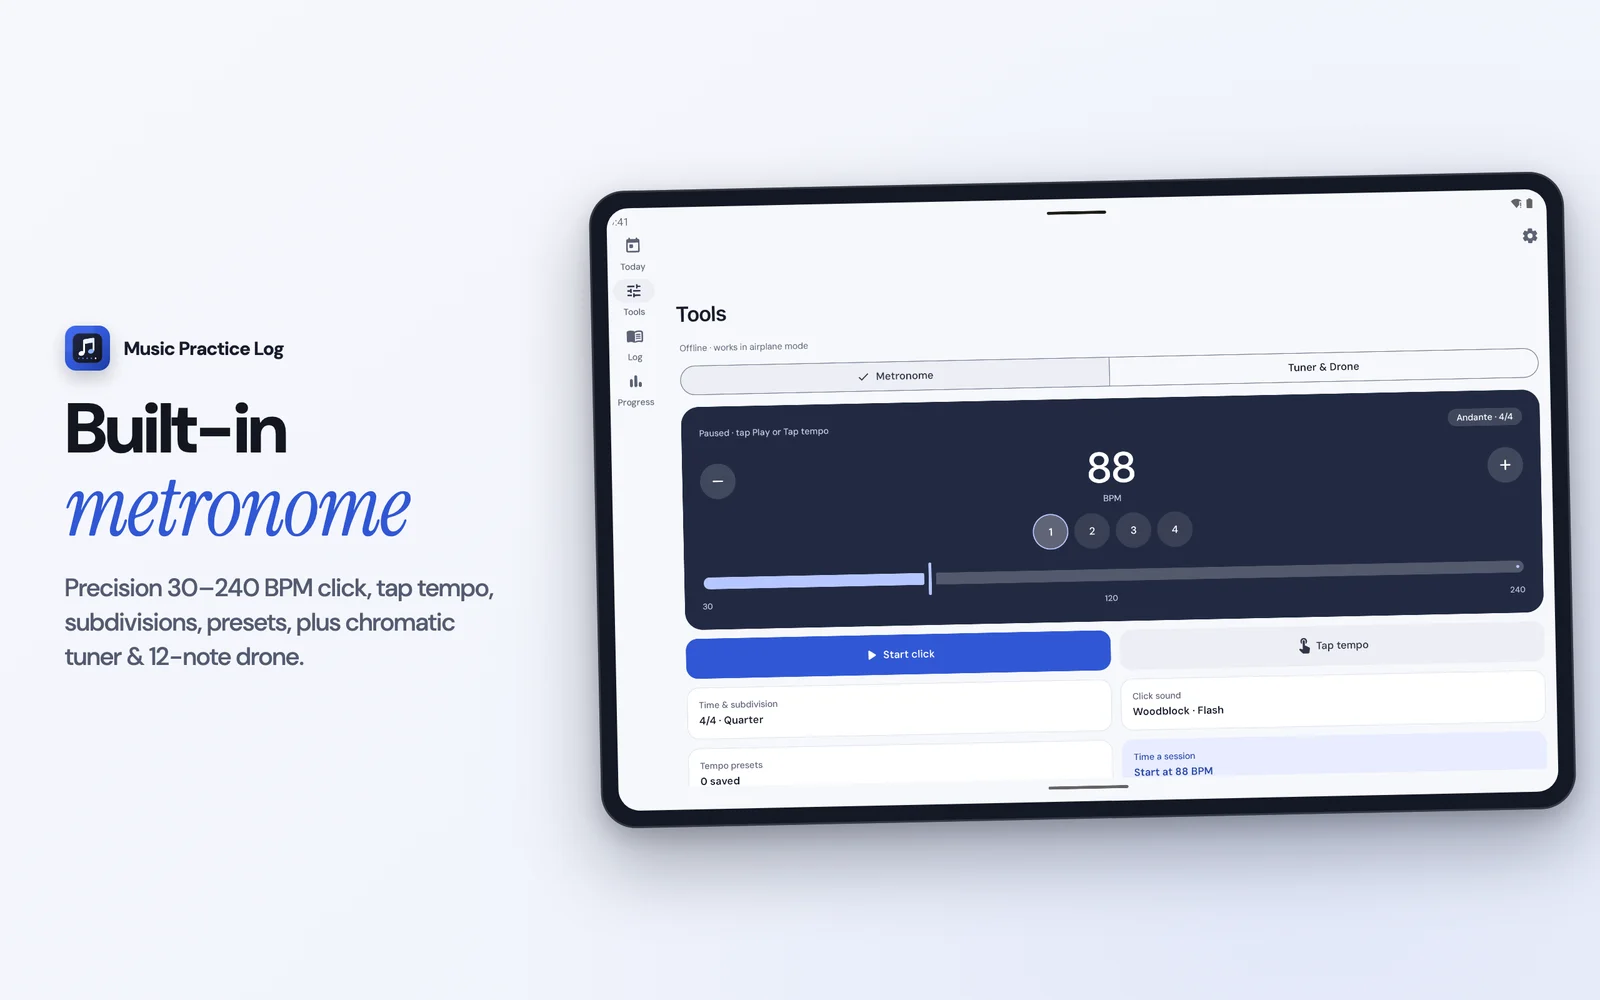 Music Practice Log
Built-in
metronome
Precision 30–240 BPM click, tap tempo,
subdivisions, presets, plus chromatic
tuner & 12-note drone.
:41
Today
Tools
Log
Progress
Tools
Offline · works in airplane mode
Metronome
Tuner & Drone
Paused · tap Play or Tap tempo
Andante · 4/4
88
BPM
1 2 3 4
30 120 240
Start click
Tap tempo
Time & subdivision
4/4 · Quarter
Click sound
Woodblock · Flash
Tempo presets
0 saved
Time a session
Start at 88 BPM